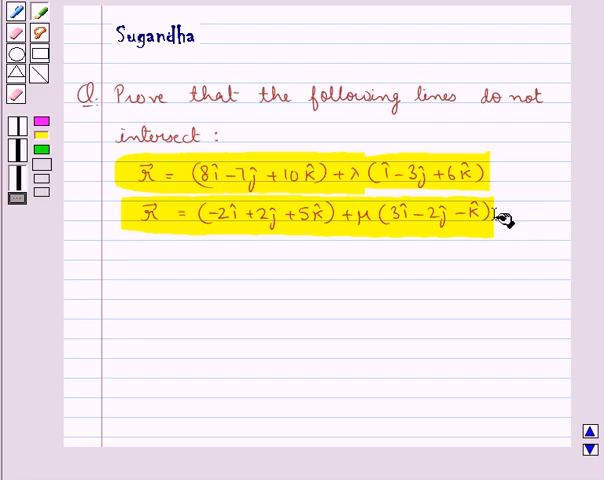 Sugandha
Q. Prove that the following lines do not
intersect :
r⃗ = (8î - 7ĵ + 10k̂) + λ (î - 3ĵ + 6k̂)
r⃗ = (-2î + 2ĵ + 5k̂) + μ (3î - 2ĵ - k̂)